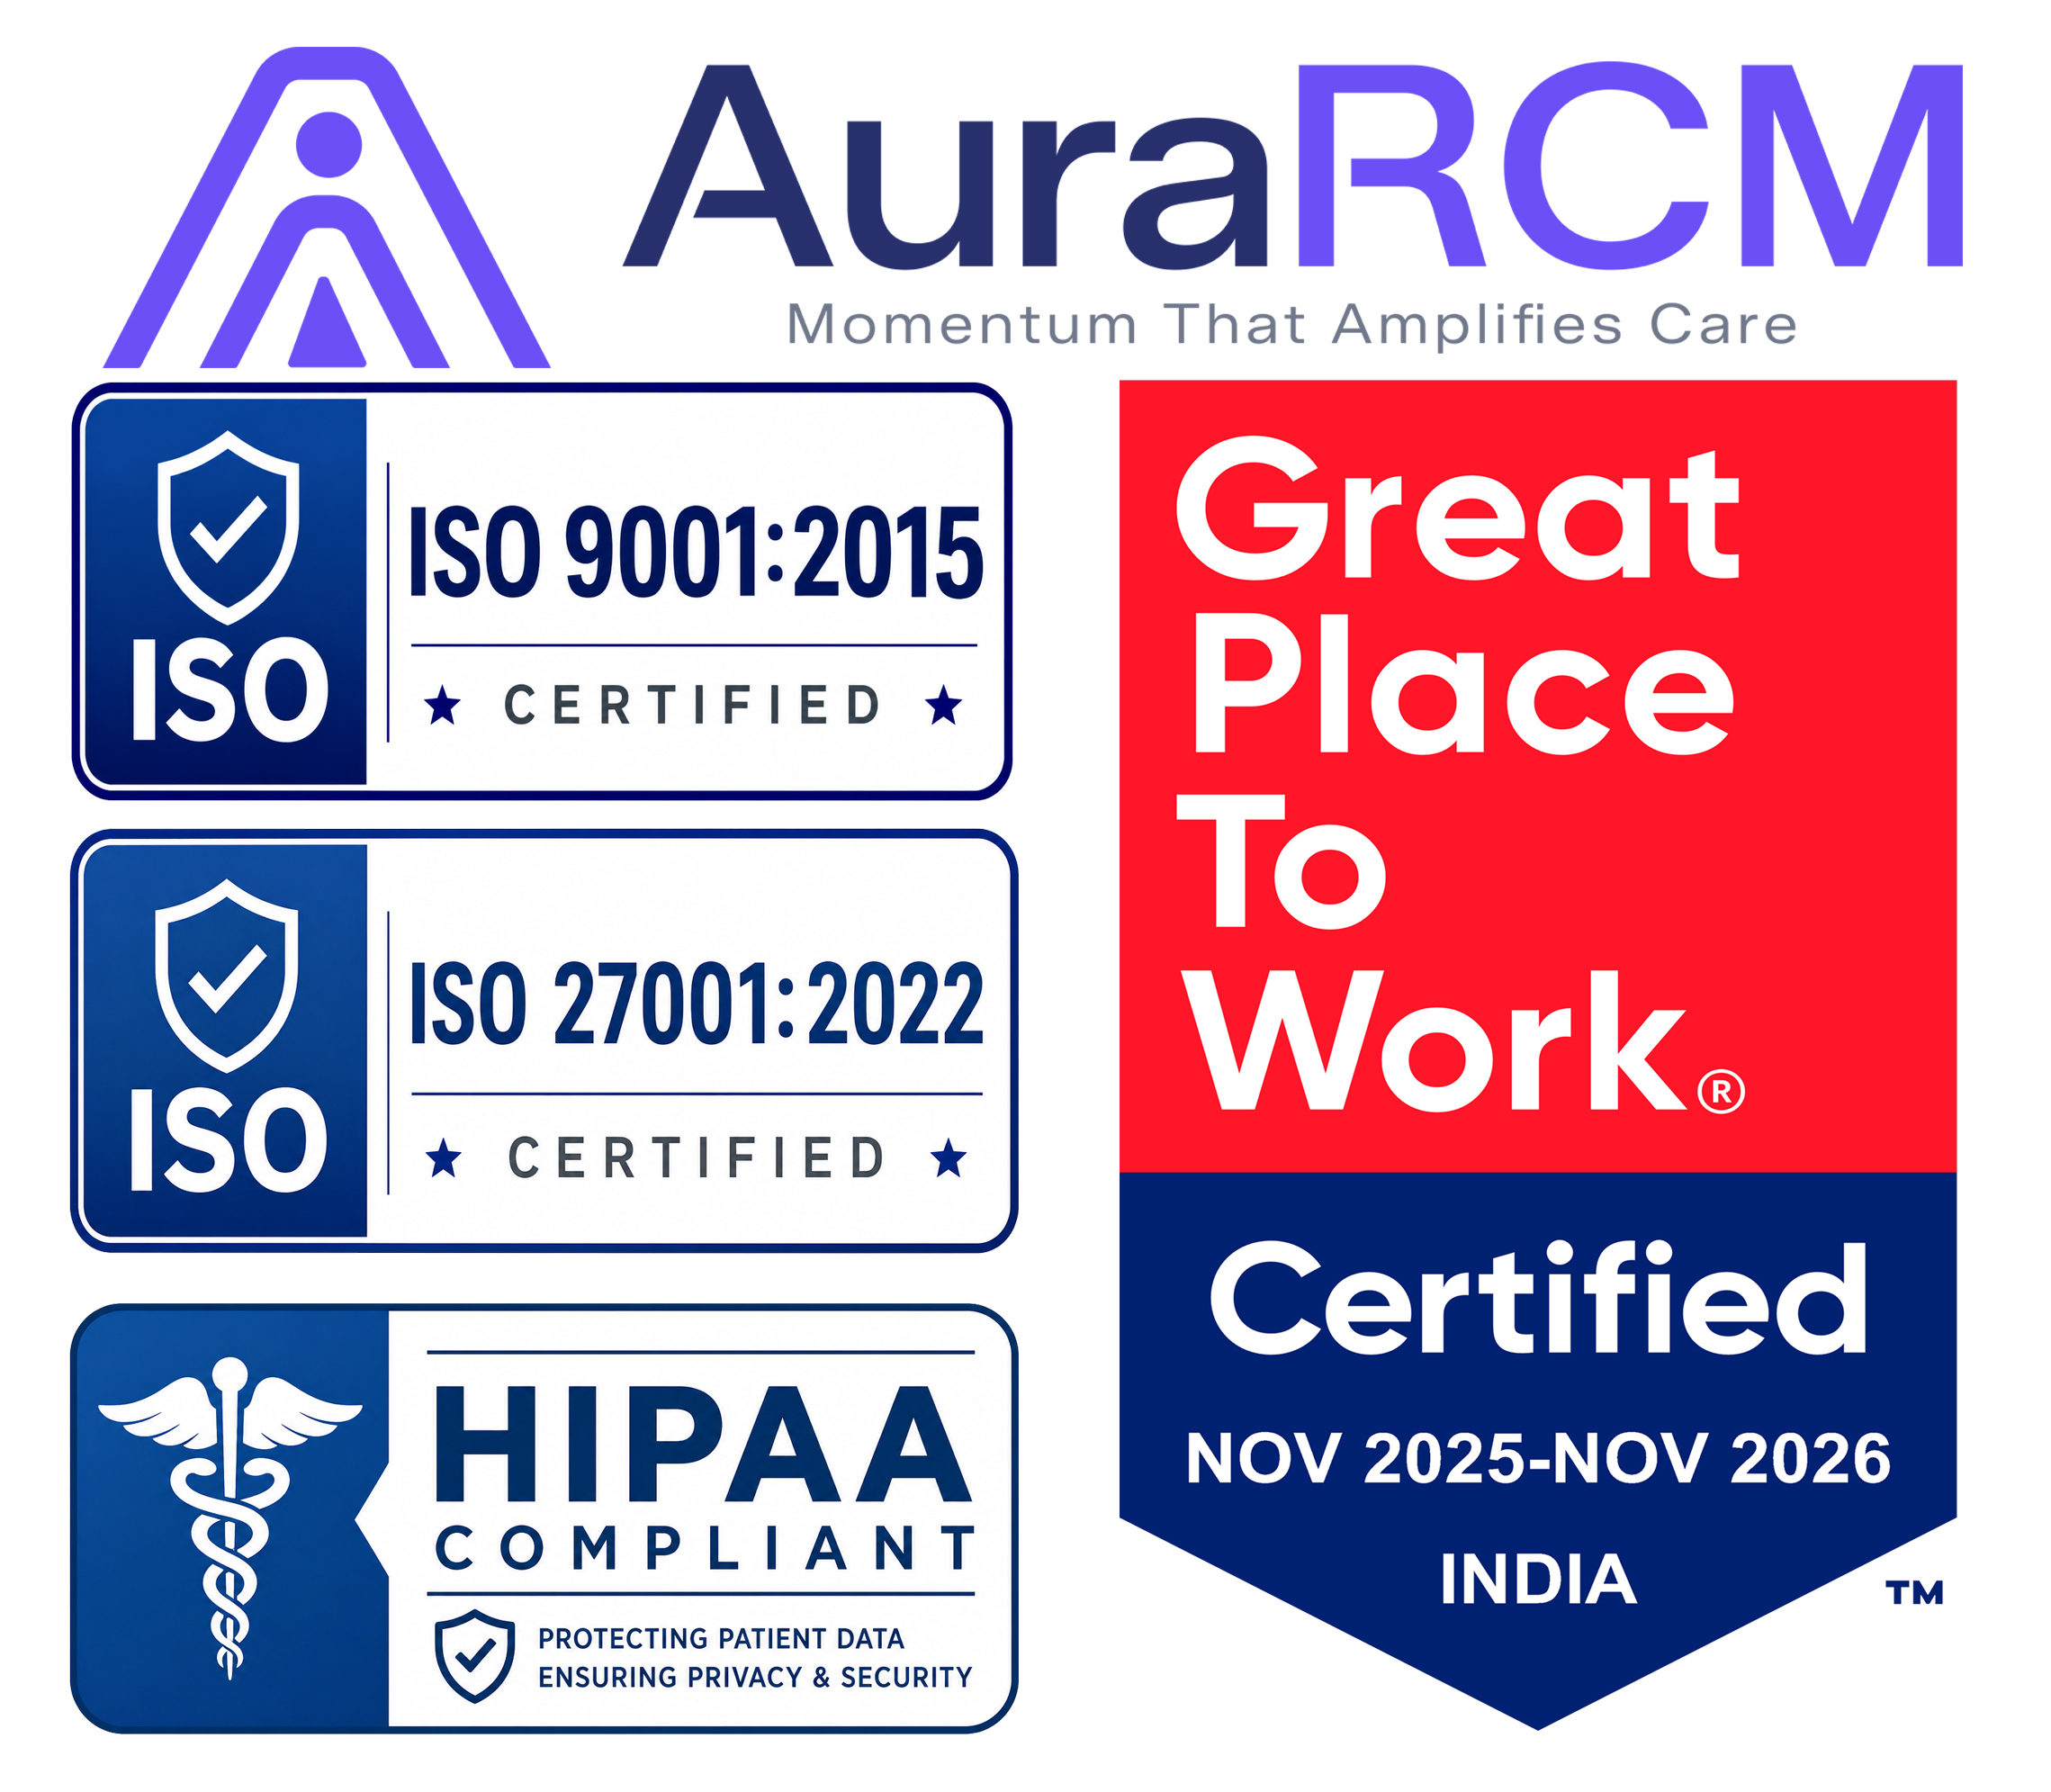 AuraRCM
Momentum That Amplifies Care
ISO
ISO 9001:2015
CERTIFIED
ISO
ISO 27001:2022
CERTIFIED
HIPAA
COMPLIANT
PROTECTING PATIENT DATA
ENSURING PRIVACY & SECURITY
Great
Place
To
Work®
Certified
NOV 2025-NOV 2026
INDIA
™